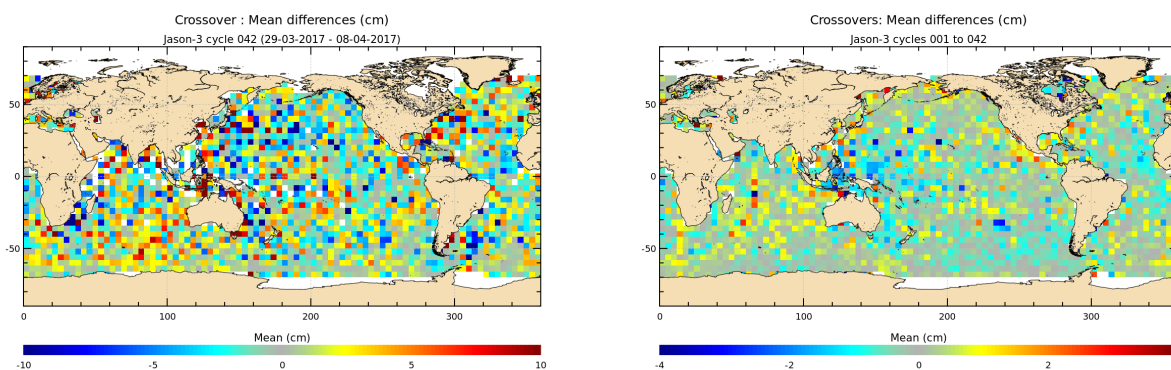 Crossover : Mean differences (cm)
Jason-3 cycle 042 (29-03-2017 - 08-04-2017)
50
0
-50
0 100 200 300
Mean (cm)
-10 -5 0 5 10
Crossovers: Mean differences (cm)
Jason-3 cycles 001 to 042
50
0
-50
0 100 200 300
Mean (cm)
-4 -2 0 2